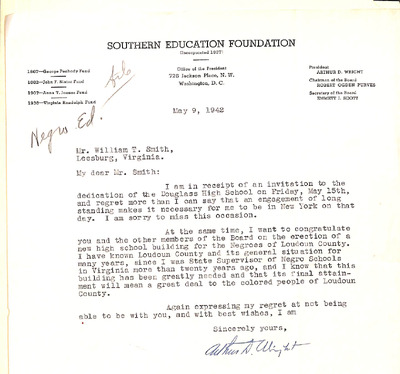 SOUTHERN EDUCATION FOUNDATION
(Incorporated 1937)
1867—George Peabody Fund
1882—John F. Slater Fund
1907—Anna T. Jeanes Fund
1938—Virginia Randolph Fund
Office of the President
726 Jackson Place, N. W.
Washington, D. C.
President
ARTHUR D. WRIGHT
Chairman of the Board
ROBERT OGDEN PURVES
Secretary of the Board
EMMETT J. SCOTT
Negro Ed.
May 9, 1942
Mr. William T. Smith,
Leesburg, Virginia.
My dear Mr. Smith:
I am in receipt of an invitation to the
dedication of the Douglass High School on Friday, May 15th,
and regret more than I can say that an engagement of long
standing makes it necessary for me to be in New York on that
day. I am sorry to miss this occasion.
At the same time, I want to congratulate
you and the other members of the Board on the erection of a
new high school building for the Negroes of Loudoun County.
I have known Loudoun County and its general situation for
many years, since I was State Supervisor of Negro Schools
in Virginia more than twenty years ago, and I know that this
building has been greatly needed and that its final attain-
ment will mean a great deal to the colored people of Loudoun
County.
Again expressing my regret at not being
able to be with you, and with best wishes, I am
Sincerely yours,
Arthur D. Wright